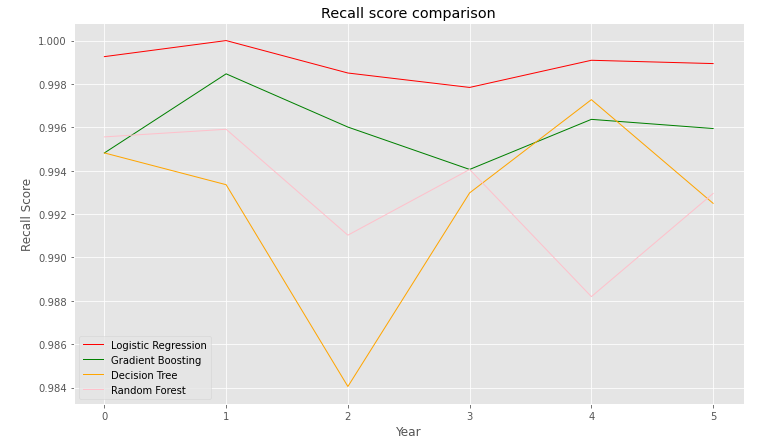 Recall score comparison
Recall Score
1.000
0.998
0.996
0.994
0.992
0.990
0.988
0.986
0.984
Logistic Regression
Gradient Boosting
Decision Tree
Random Forest
0 1 2 3 4 5
Year